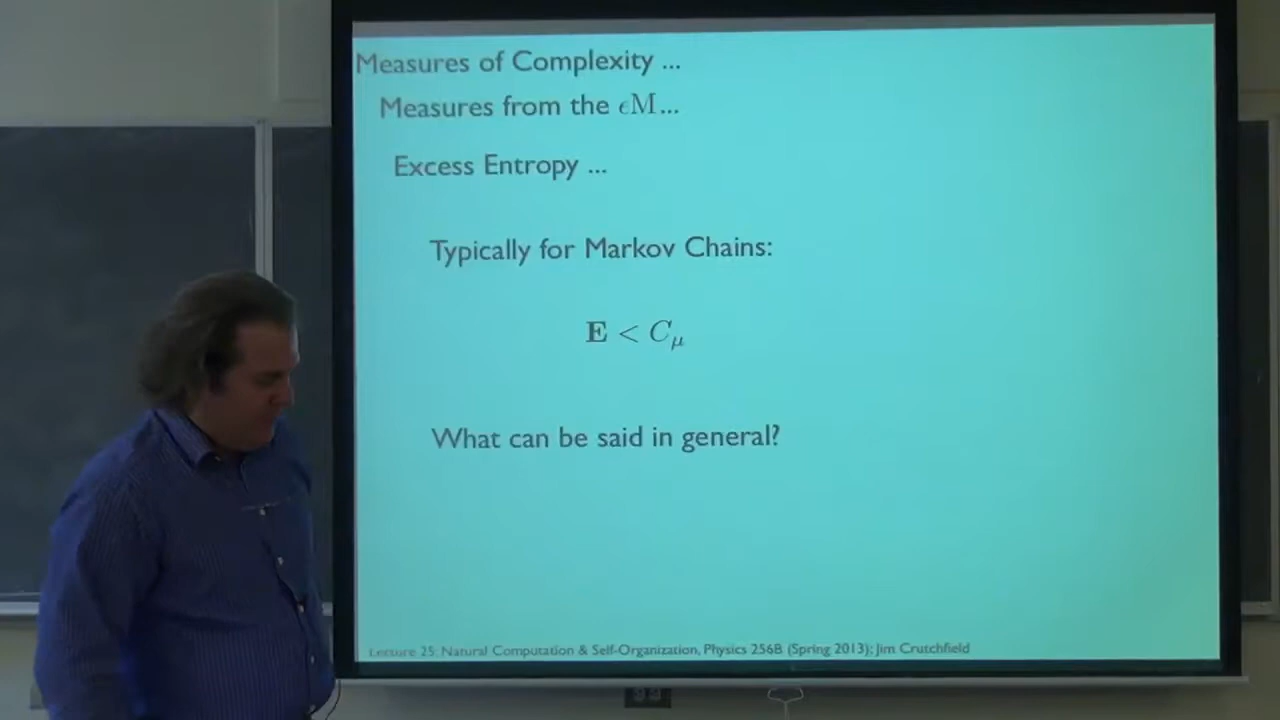 Measures of Complexity ...
Measures from the ϵM...
Excess Entropy ...
Typically for Markov Chains:
E < Cμ
What can be said in general?
Lecture 25: Natural Computation & Self-Organization, Physics 256B (Spring 2013); Jim Crutchfield